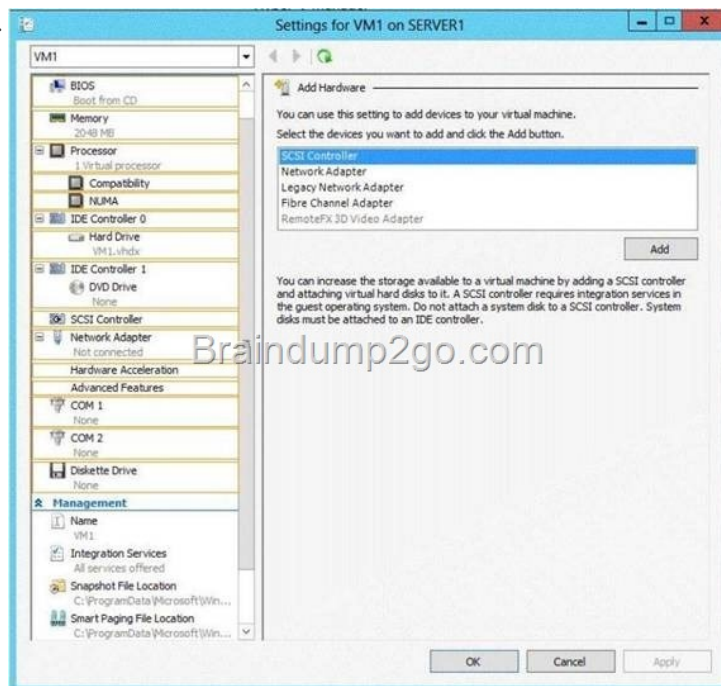 Settings for VM1 on SERVER1
VM1
BIOS
Boot from CD
Memory
2048 MB
Processor
1 Virtual processor
Compatibility
NUMA
IDE Controller 0
Hard Drive
VM1.vhdx
IDE Controller 1
DVD Drive
None
SCSI Controller
Network Adapter
Not connected
Hardware Acceleration
Advanced Features
COM 1
None
COM 2
None
Diskette Drive
None
Management
Name
VM1
Integration Services
All services offered
Snapshot File Location
C:\ProgramData\Microsoft\Win...
Smart Paging File Location
C:\ProgramData\Microsoft\Win...
Add Hardware
You can use this setting to add devices to your virtual machine.
Select the devices you want to add and click the Add button.
SCSI Controller
Network Adapter
Legacy Network Adapter
Fibre Channel Adapter
RemoteFX 3D Video Adapter
Add
You can increase the storage available to a virtual machine by adding a SCSI controller
and attaching virtual hard disks to it. A SCSI controller requires integration services in
the guest operating system. Do not attach a system disk to a SCSI controller. System
disks must be attached to an IDE controller.
Braindump2go.com
OK
Cancel
Apply